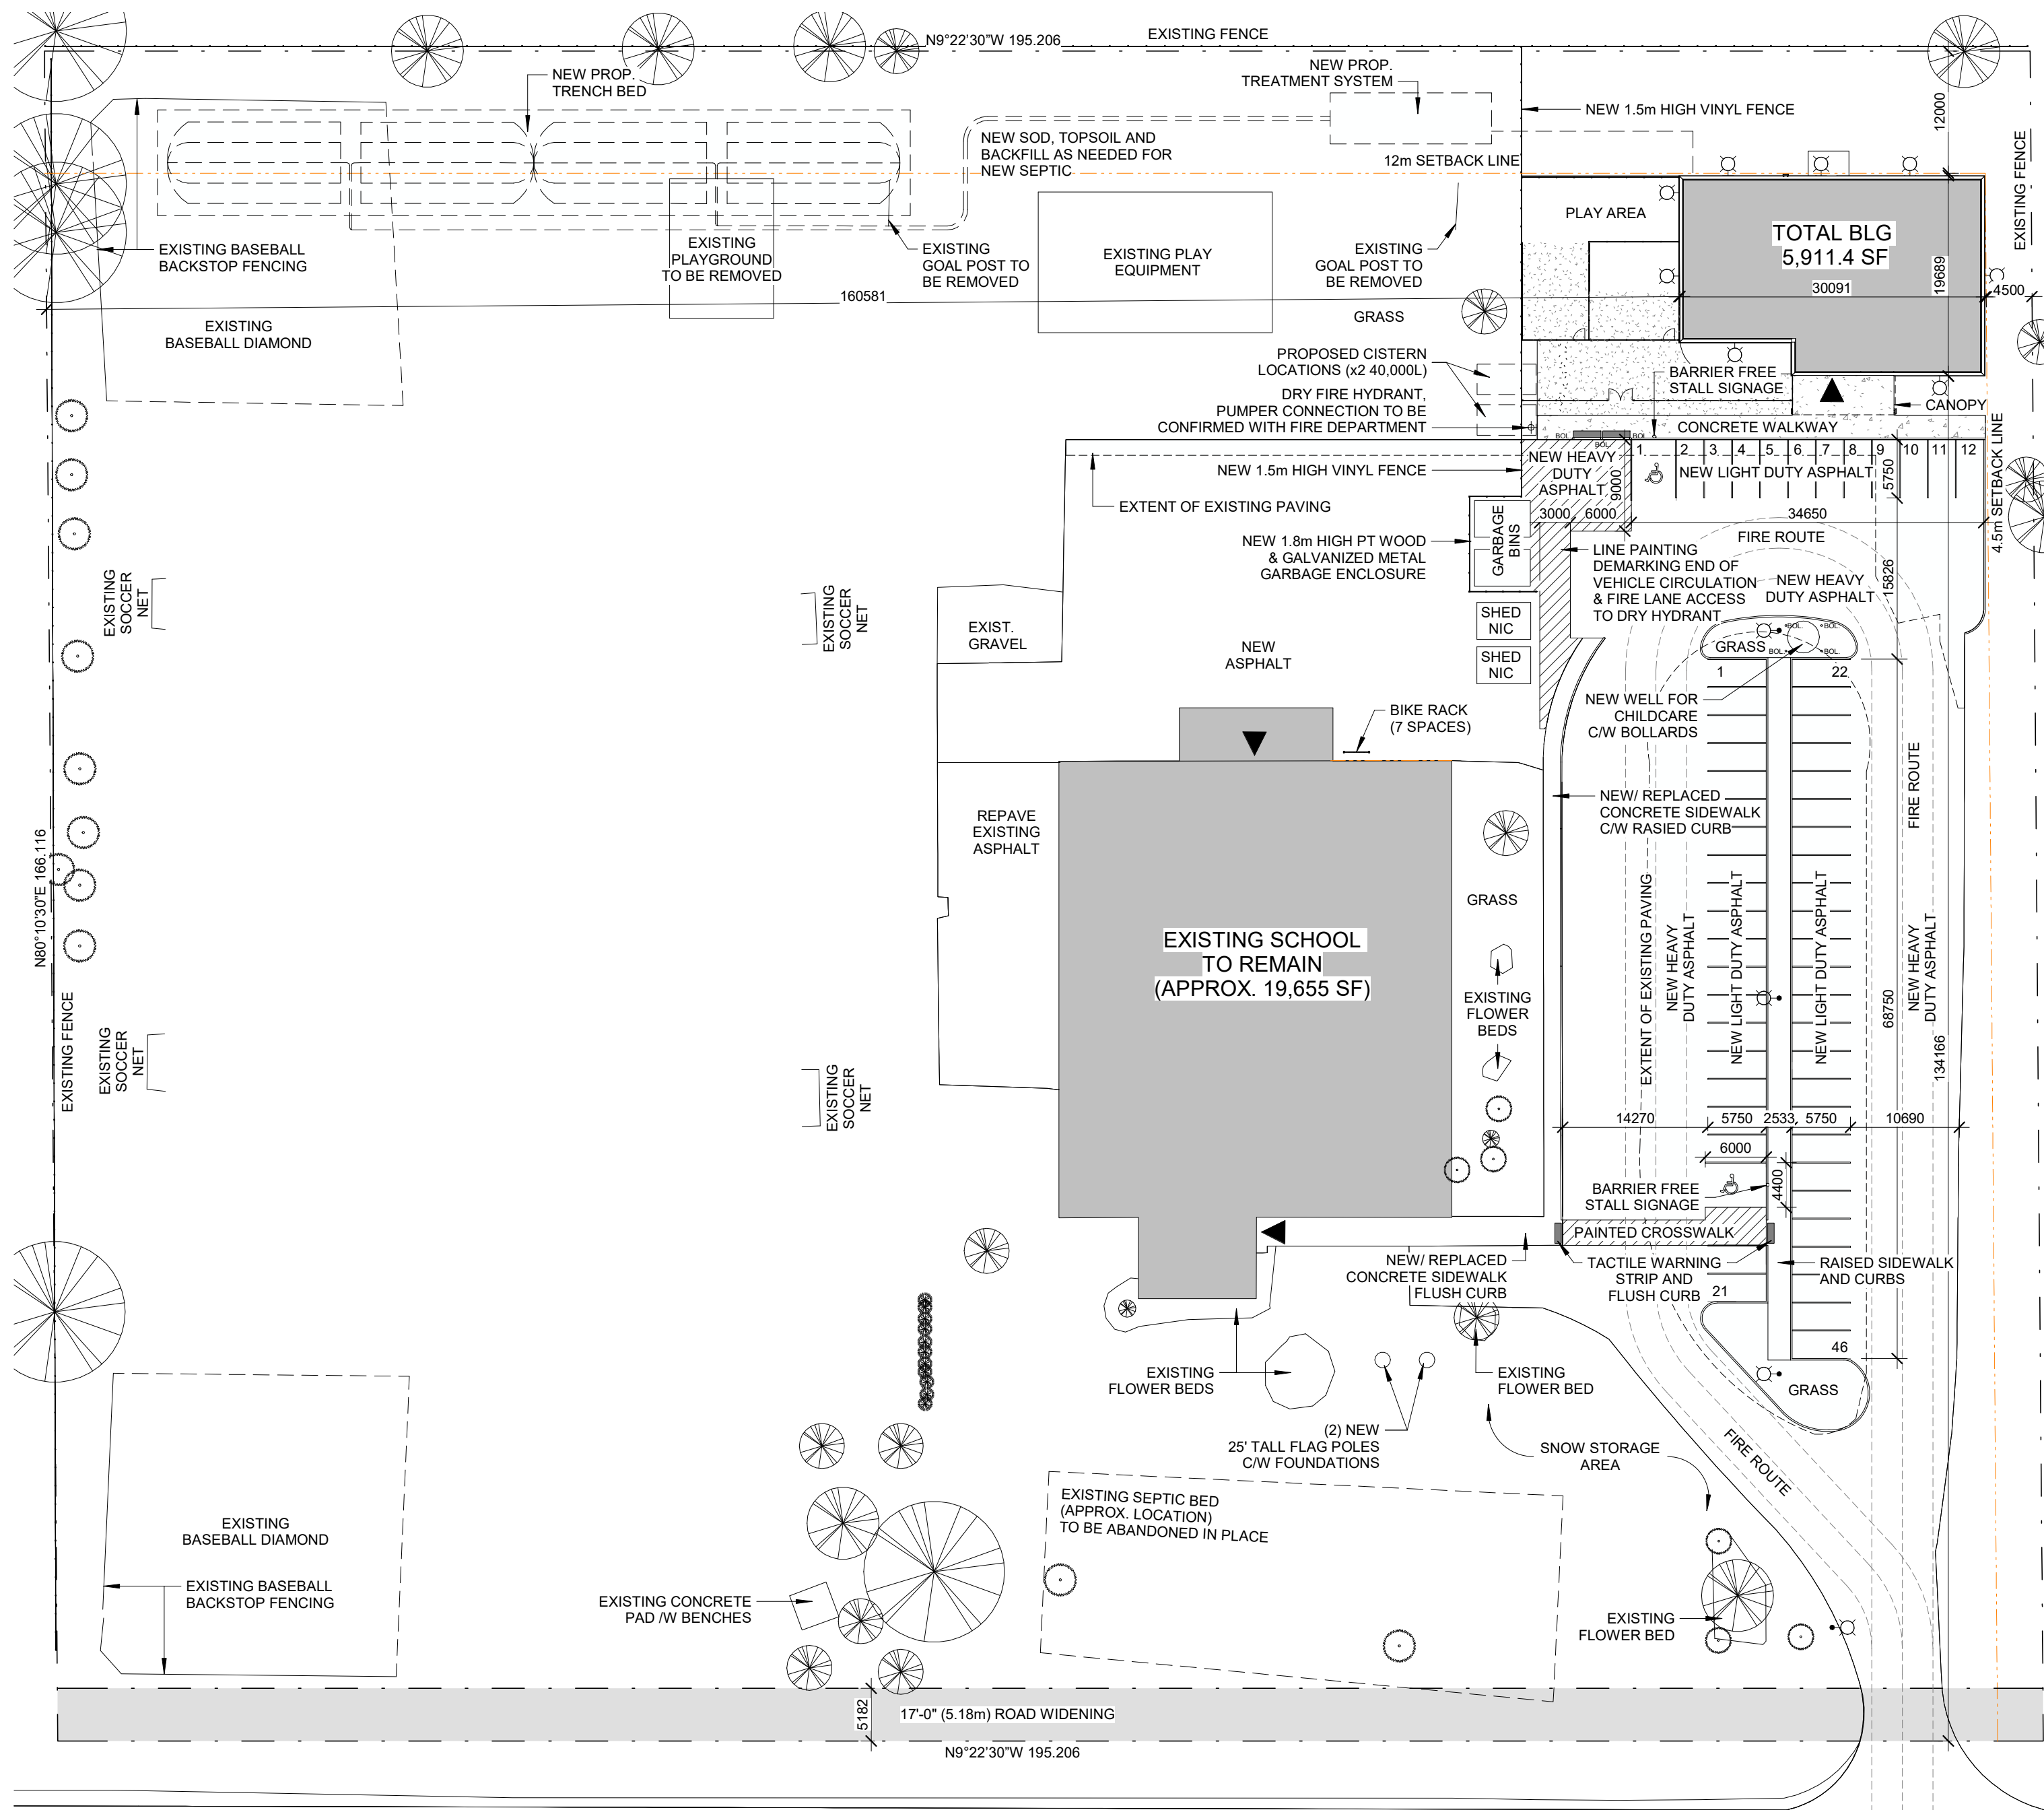 EXISTING FENCE
N9°22'30"W 195.206
NEW PROP.
TRENCH BED
NEW PROP.
TREATMENT SYSTEM
NEW 1.5m HIGH VINYL FENCE
12000
EXISTING FENCE
NEW SOD, TOPSOIL AND
BACKFILL AS NEEDED FOR
NEW SEPTIC
12m SETBACK LINE
PLAY AREA
TOTAL BLG
5,911.4 SF
19689
30091
4500
EXISTING BASEBALL
BACKSTOP FENCING
EXISTING
PLAYGROUND
TO BE REMOVED
EXISTING
GOAL POST TO
BE REMOVED
EXISTING PLAY
EQUIPMENT
EXISTING
GOAL POST TO
BE REMOVED
160581
GRASS
EXISTING
BASEBALL DIAMOND
PROPOSED CISTERN
LOCATIONS (x2 40,000L)
BARRIER FREE
STALL SIGNAGE
DRY FIRE HYDRANT,
PUMPER CONNECTION TO BE
CONFIRMED WITH FIRE DEPARTMENT
CANOPY
CONCRETE WALKWAY
4.5m SETBACK LINE
BOL.
BOL.
BOL.
1
2
3
4
5
6
7
8
9
10
11
12
NEW HEAVY
DUTY
ASPHALT
9000
NEW LIGHT DUTY ASPHALT
5750
NEW 1.5m HIGH VINYL FENCE
EXTENT OF EXISTING PAVING
3000
6000
34650
GARBAGE
BINS
NEW 1.8m HIGH PT WOOD
& GALVANIZED METAL
GARBAGE ENCLOSURE
FIRE ROUTE
LINE PAINTING
DEMARKING END OF
VEHICLE CIRCULATION
& FIRE LANE ACCESS
TO DRY HYDRANT
NEW HEAVY
DUTY ASPHALT
15826
EXISTING
SOCCER
NET
EXISTING
SOCCER
NET
EXIST.
GRAVEL
SHED
NIC
SHED
NIC
NEW
ASPHALT
GRASS
BOL.
BOL.
BOL.
BOL.
1
22
NEW WELL FOR
CHILDCARE
C/W BOLLARDS
BIKE RACK
(7 SPACES)
FIRE ROUTE
NEW/ REPLACED
CONCRETE SIDEWALK
C/W RASIED CURB
REPAVE
EXISTING
ASPHALT
N80°10'30"E 166.116
GRASS
EXISTING SCHOOL
TO REMAIN
(APPROX. 19,655 SF)
EXTENT OF EXISTING PAVING
NEW HEAVY
DUTY ASPHALT
NEW LIGHT DUTY ASPHALT
NEW LIGHT DUTY ASPHALT
68750
NEW HEAVY
DUTY ASPHALT
134166
EXISTING
FLOWER
BEDS
EXISTING FENCE
EXISTING
SOCCER
NET
EXISTING
SOCCER
NET
14270
5750
2533
5750
10690
6000
4400
BARRIER FREE
STALL SIGNAGE
PAINTED CROSSWALK
NEW/ REPLACED
CONCRETE SIDEWALK
FLUSH CURB
TACTILE WARNING
STRIP AND
FLUSH CURB
RAISED SIDEWALK
AND CURBS
21
46
EXISTING
FLOWER BEDS
EXISTING
FLOWER BED
GRASS
(2) NEW
25' TALL FLAG POLES
C/W FOUNDATIONS
SNOW STORAGE
AREA
FIRE ROUTE
EXISTING SEPTIC BED
(APPROX. LOCATION)
TO BE ABANDONED IN PLACE
EXISTING
BASEBALL DIAMOND
EXISTING BASEBALL
BACKSTOP FENCING
EXISTING CONCRETE
PAD /W BENCHES
EXISTING
FLOWER BED
5182
17'-0" (5.18m) ROAD WIDENING
N9°22'30"W 195.206